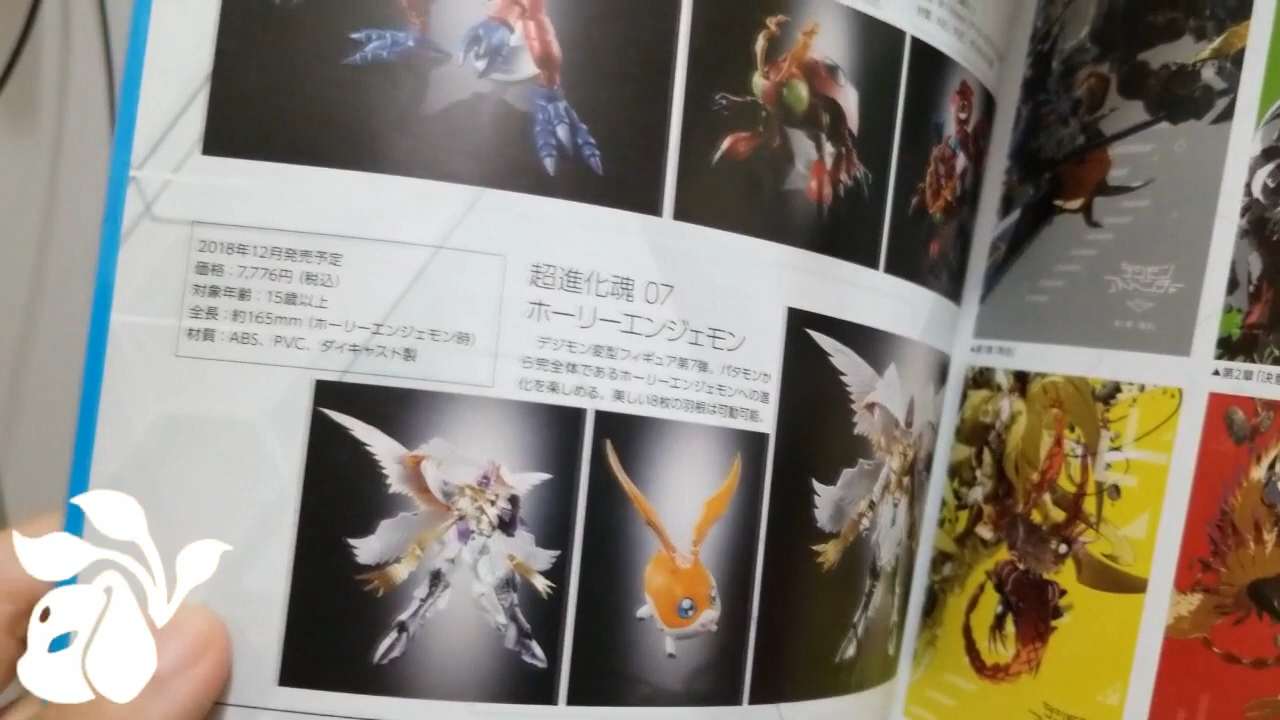 2018年12月発売予定
価格：7,776円（税込）
対象年齢：15歳以上
全長：約165mm（ホーリーエンジェモン時）
材質：ABS、PVC、ダイキャスト製
超進化魂 07
ホーリーエンジェモン
デジモン変型フィギュア第7弾。パタモンか
ら完全体であるホーリーエンジェモンへの進
化を楽しめる。美しい8枚の羽根は可動可能。
▲第2章「決